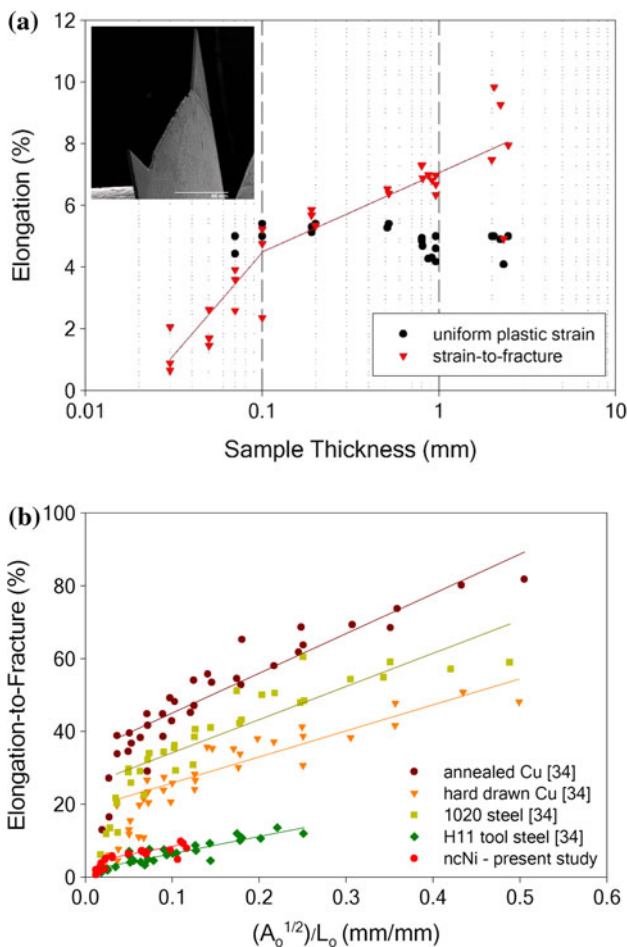 (a)
12
10
8
6
4
2
0
Elongation (%)
uniform plastic strain
strain-to-fracture
0.01 0.1 1 10
Sample Thickness (mm)
(b)
100
80
60
40
20
0
Elongation-to-Fracture (%)
annealed Cu [34]
hard drawn Cu [34]
1020 steel [34]
H11 tool steel [34]
ncNi - present study
0.0 0.1 0.2 0.3 0.4 0.5 0.6
(A₀^1/2)/L₀ (mm/mm)